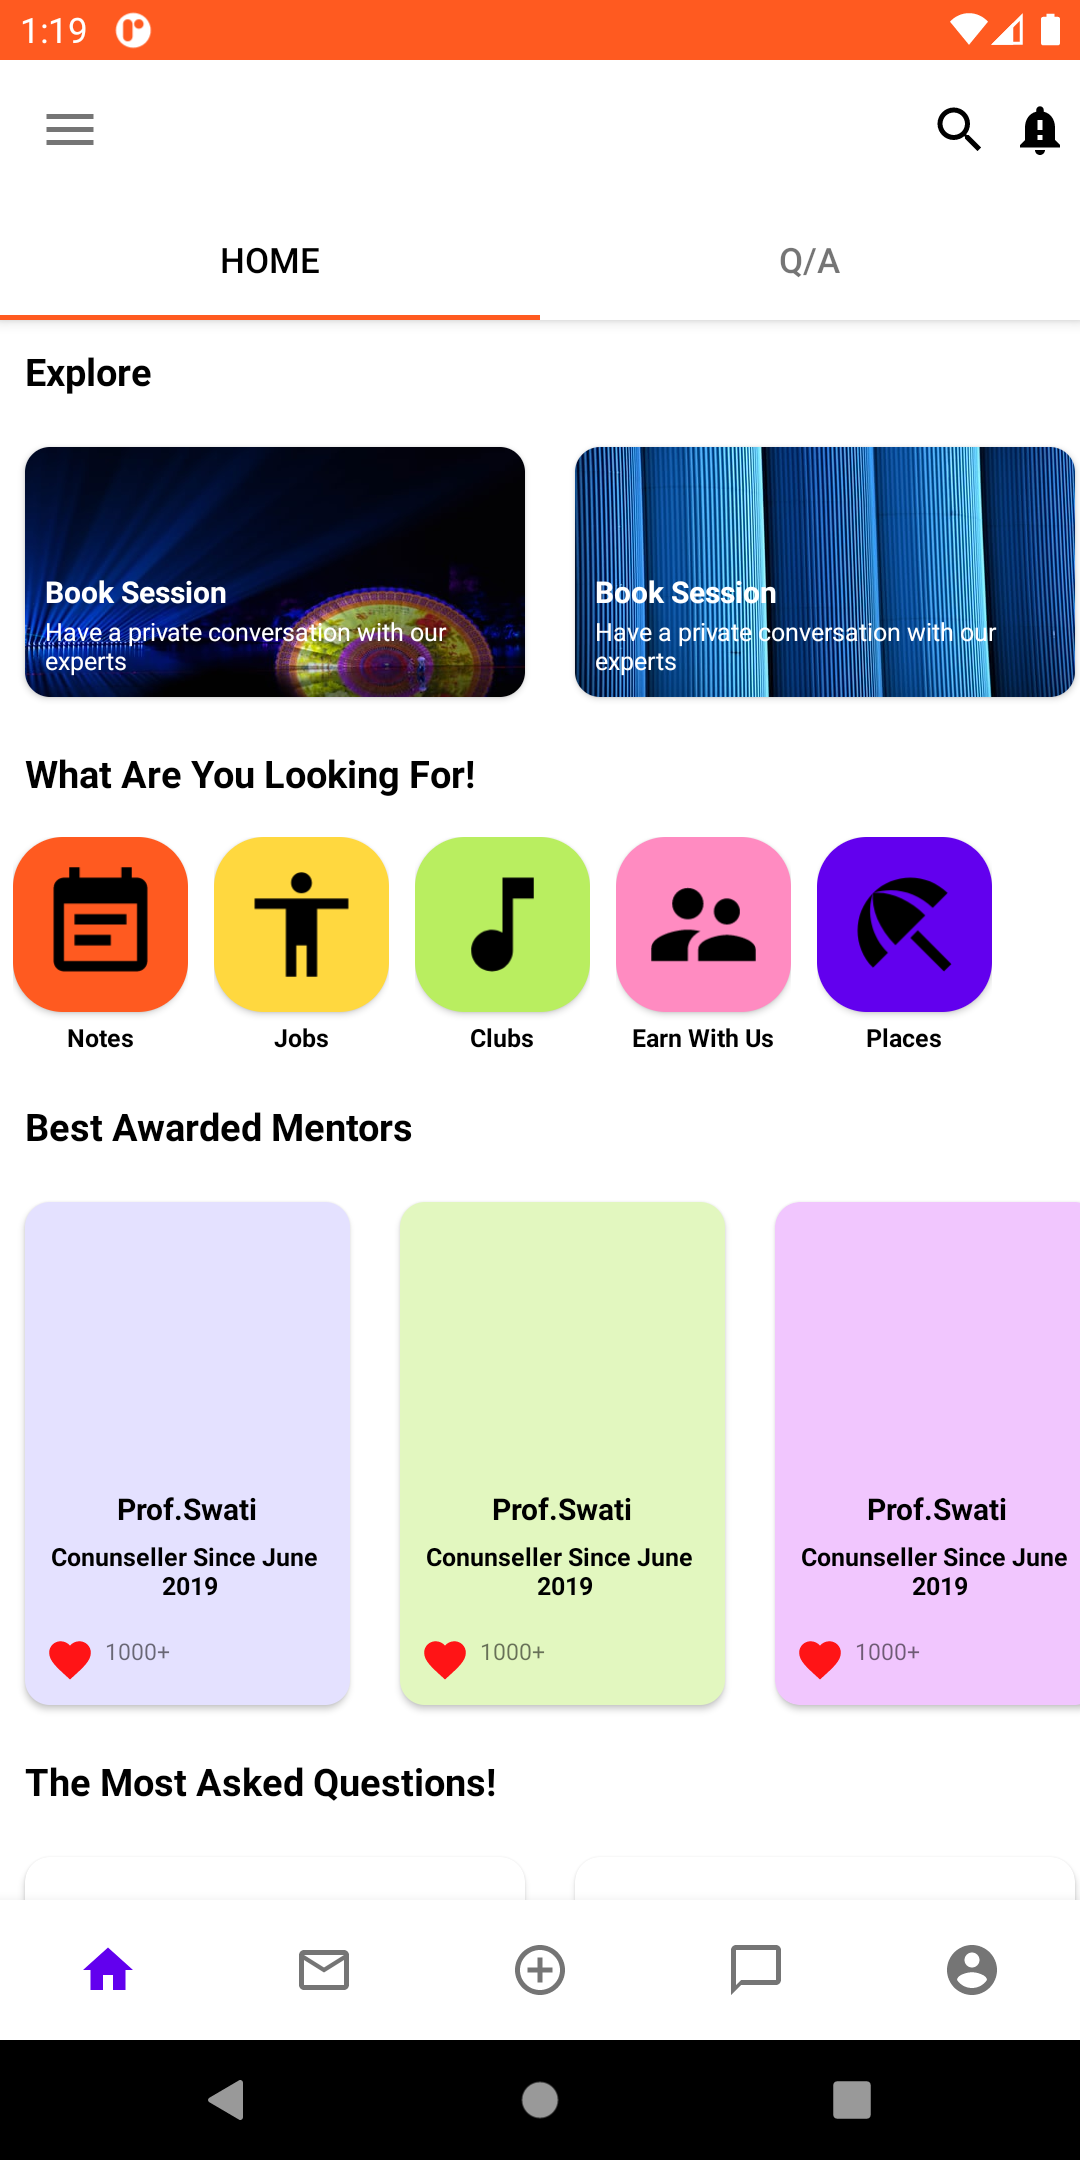 1:19
HOME
Q/A
Explore
Book Session
Have a private conversation with our
experts
Book Session
Have a private conversation with our
experts
What Are You Looking For!
Notes
Jobs
Clubs
Earn With Us
Places
Best Awarded Mentors
Prof.Swati
Conunseller Since June
2019
1000+
Prof.Swati
Conunseller Since June
2019
1000+
Prof.Swati
Conunseller Since June
2019
1000+
The Most Asked Questions!